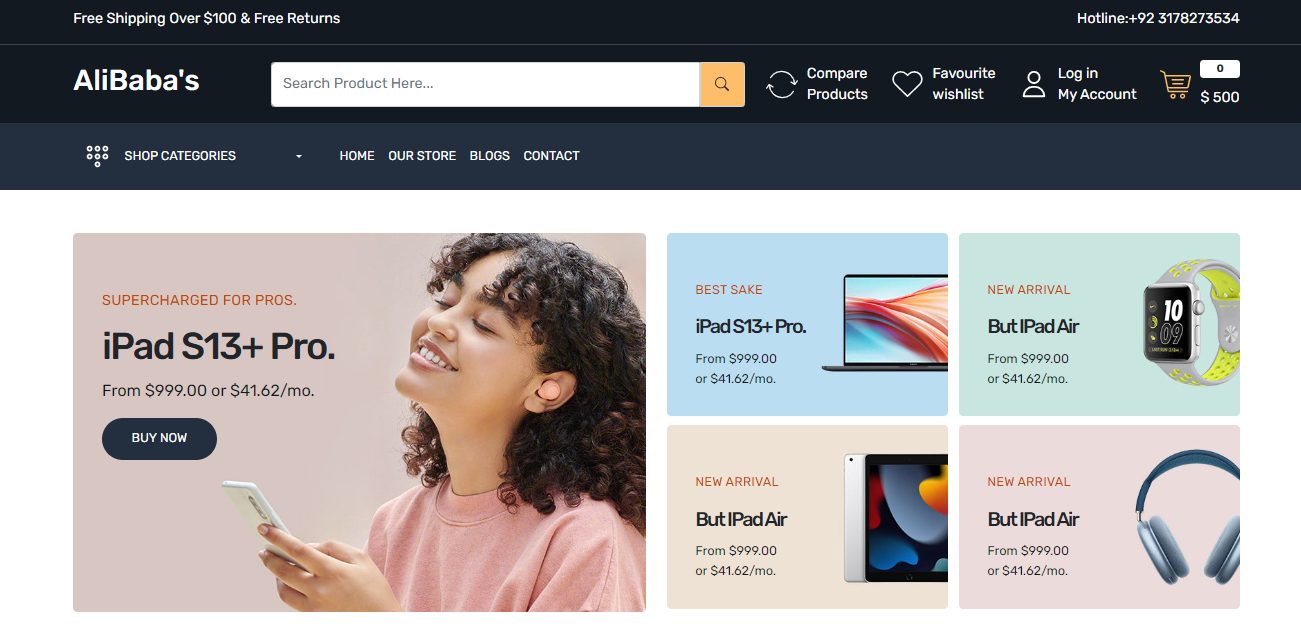 Free Shipping Over $100 & Free Returns
Hotline:+92 3178273534
AliBaba's
Search Product Here...
Compare
Products
Favourite
wishlist
Log in
My Account
0
$ 500
SHOP CATEGORIES
HOME OUR STORE BLOGS CONTACT
SUPERCHARGED FOR PROS.
iPad S13+ Pro.
From $999.00 or $41.62/mo.
BUY NOW
BEST SAKE
iPad S13+ Pro.
From $999.00
or $41.62/mo.
NEW ARRIVAL
But IPad Air
From $999.00
or $41.62/mo.
10
09
NEW ARRIVAL
But IPad Air
From $999.00
or $41.62/mo.
NEW ARRIVAL
But IPad Air
From $999.00
or $41.62/mo.